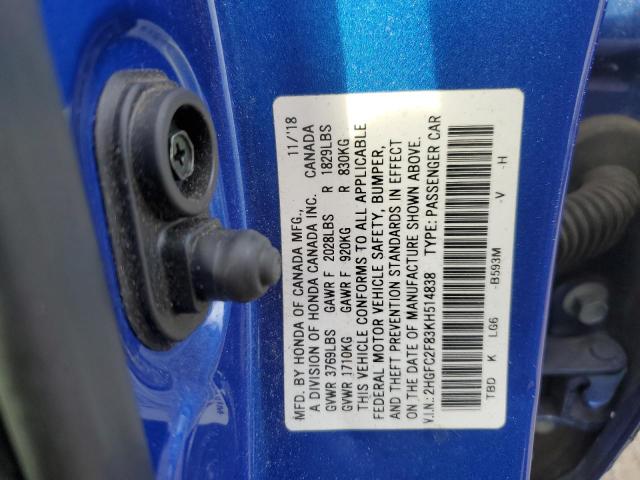 MFD. BY HONDA OF CANADA MFG., 11/'18
A DIVISION OF HONDA CANADA INC. CANADA
GVWR 3769LBS GAWR F 2028LBS R 1829LBS
GVWR 1710KG GAWR F 920KG R 830KG
THIS VEHICLE CONFORMS TO ALL APPLICABLE
FEDERAL MOTOR VEHICLE SAFETY, BUMPER,
AND THEFT PREVENTION STANDARDS IN EFFECT
ON THE DATE OF MANUFACTURE SHOWN ABOVE.
V.I.N.: 2HGFC2F83KH514838 TYPE: PASSENGER CAR
TBD K LG6 -B593M -V -H